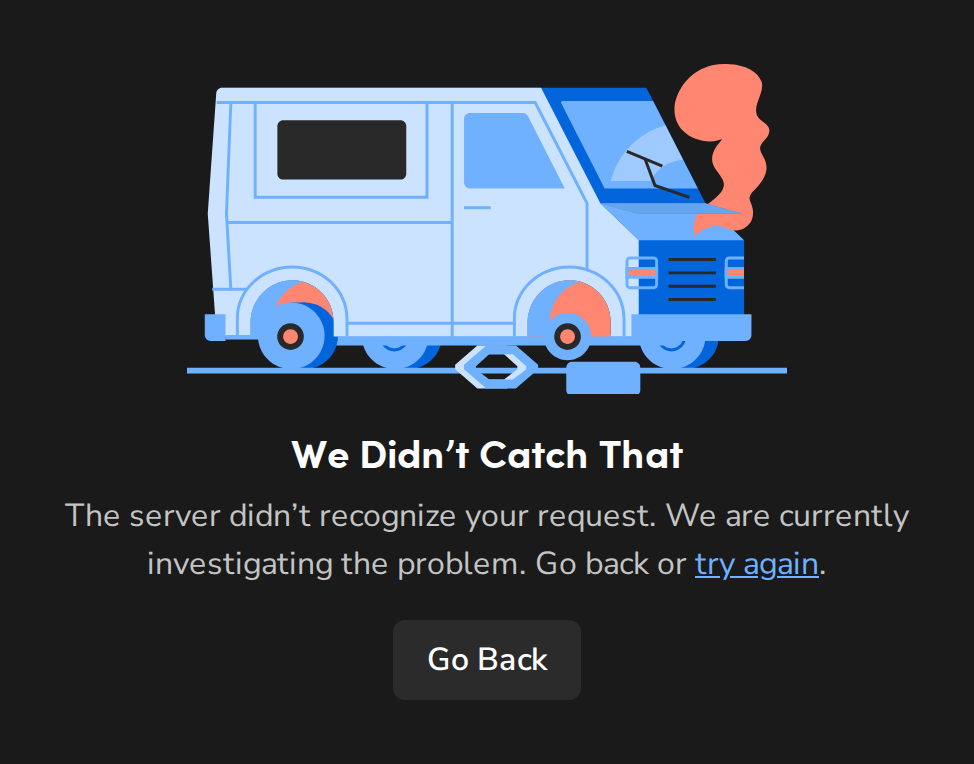 We Didn’t Catch That
The server didn’t recognize your request. We are currently
investigating the problem. Go back or try again.
Go Back